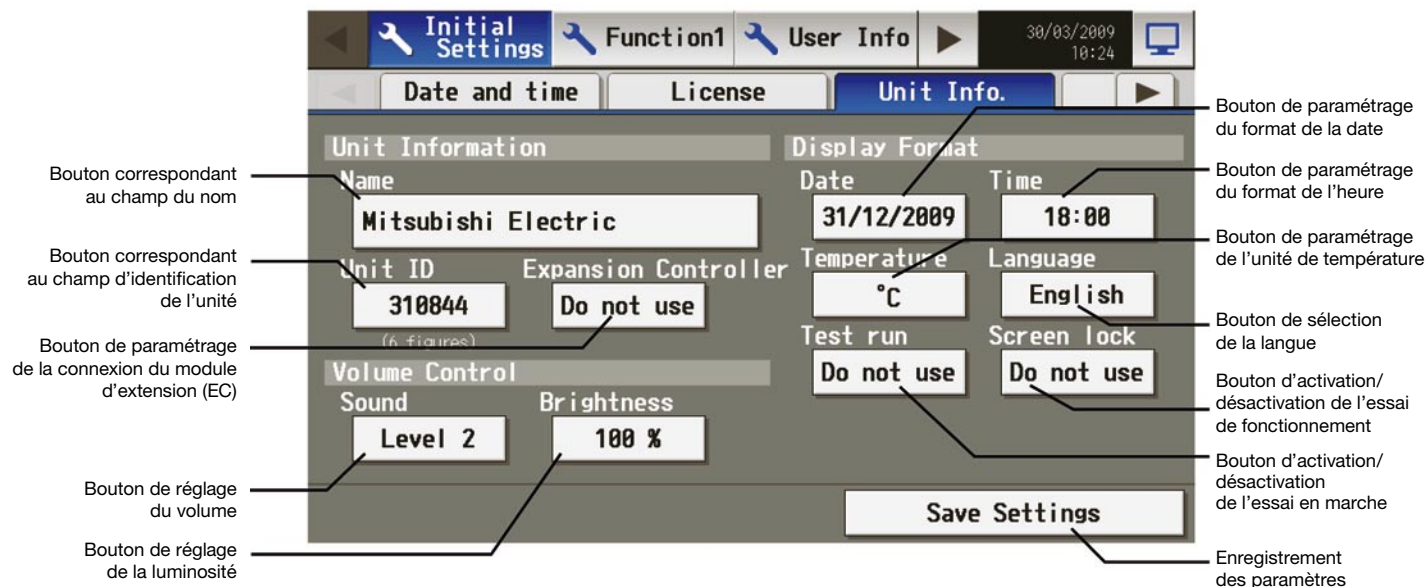 Initial Settings
Function1
User Info
30/03/2009
10:24
Date and time
License
Unit Info.
Unit Information
Name
Mitsubishi Electric
Unit ID
310844
(6 figures)
Expansion Controller
Do not use
Volume Control
Sound
Level 2
Brightness
100 %
Display Format
Date
31/12/2009
Time
18:00
Temperature
°C
Language
English
Test run
Do not use
Screen lock
Do not use
Save Settings
Bouton correspondant
au champ du nom
Bouton correspondant
au champ d'identification
de l'unité
Bouton de paramétrage
de la connexion du module
d'extension (EC)
Bouton de réglage
du volume
Bouton de réglage
de la luminosité
Bouton de paramétrage
du format de la date
Bouton de paramétrage
du format de l'heure
Bouton de paramétrage
de l'unité de température
Bouton de sélection
de la langue
Bouton d'activation/
désactivation de l'essai
de fonctionnement
Bouton d'activation/
désactivation
de l'essai en marche
Enregistrement
des paramètres